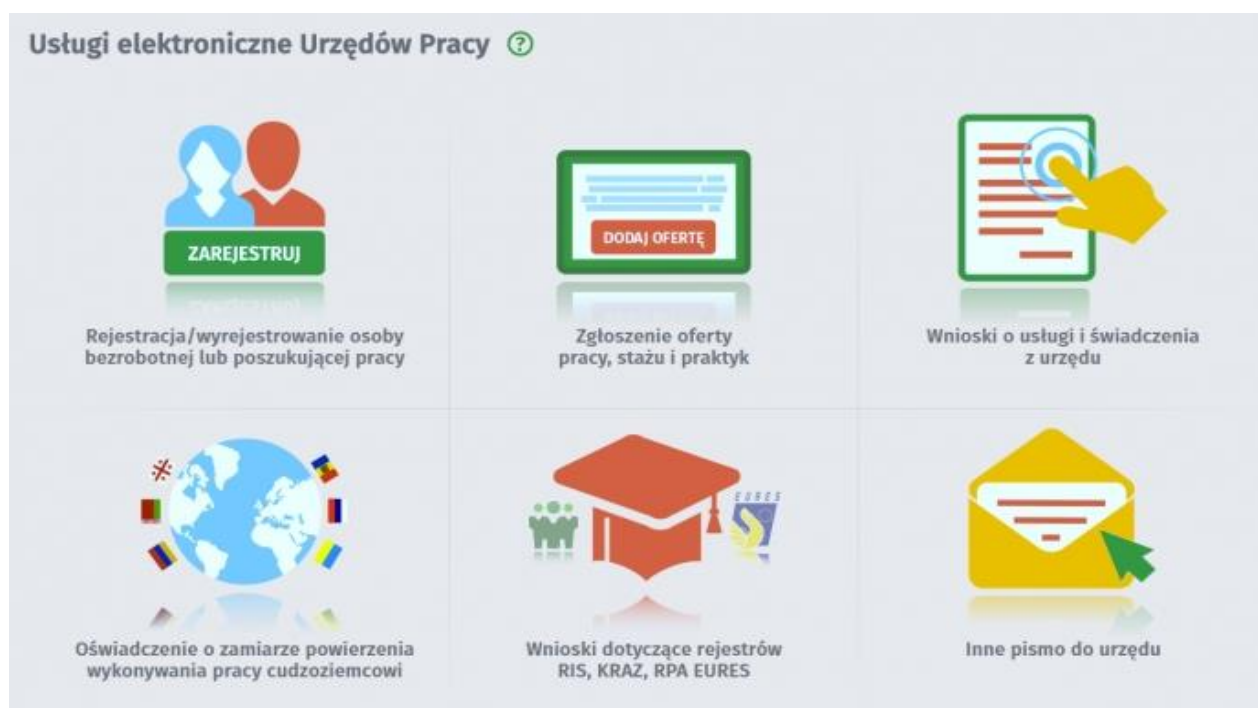 Usługi elektroniczne Urzędów Pracy ?
ZAREJESTRUJ
Rejestracja/wyrejestrowanie osoby
bezrobotnej lub poszukującej pracy
DODAJ OFERTĘ
Zgłoszenie oferty
pracy, stażu i praktyk
Wnioski o usługi i świadczenia
z urzędu
Oświadczenie o zamiarze powierzenia
wykonywania pracy cudzoziemcowi
EURES
Wnioski dotyczące rejestrów
RIS, KRAZ, RPA EURES
Inne pismo do urzędu